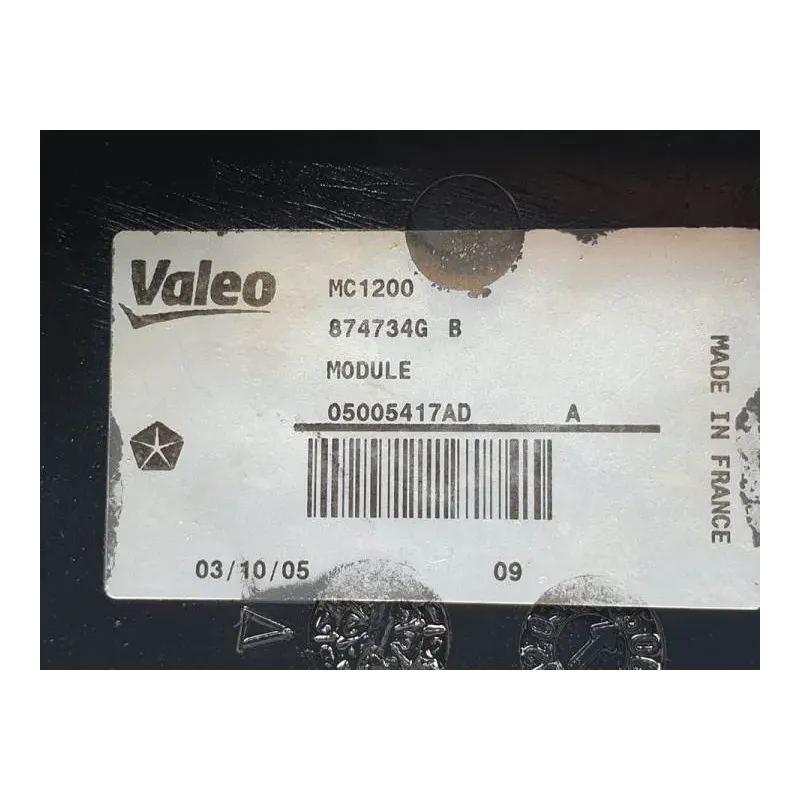 Valeo
MC1200
874734G B
MODULE
05005417AD A
MADE IN FRANCE
03/10/05 09